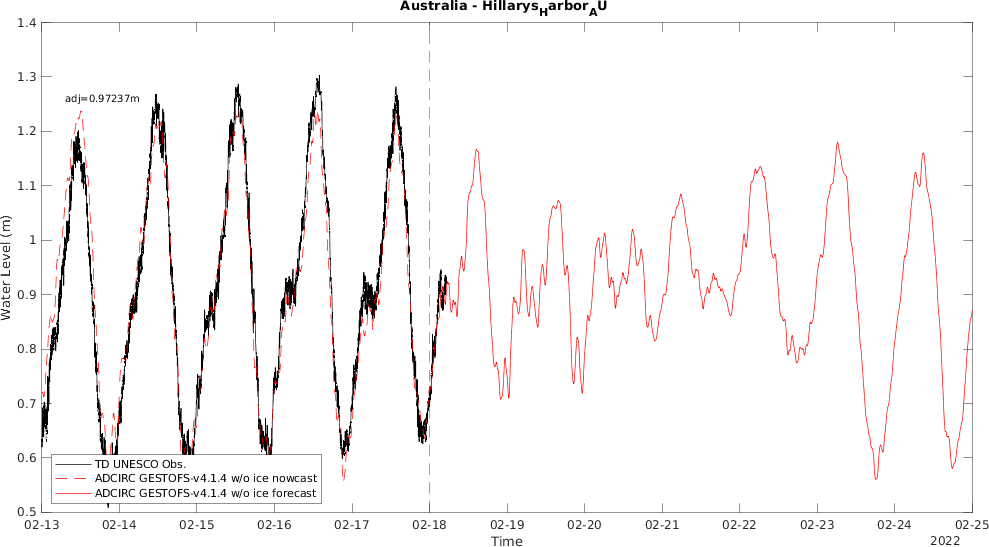 Australia - HillarysHarborAU
1.4
1.3
adj=0.97237m
1.2
1.1
1
Water Level (m)
0.9
0.8
0.7
0.6
TD UNESCO Obs.
ADCIRC GESTOFS-v4.1.4 w/o ice nowcast
ADCIRC GESTOFS-v4.1.4 w/o ice forecast
0.5
02-13 02-14 02-15 02-16 02-17 02-18 02-19 02-20 02-21 02-22 02-23 02-24 02-25
Time
2022